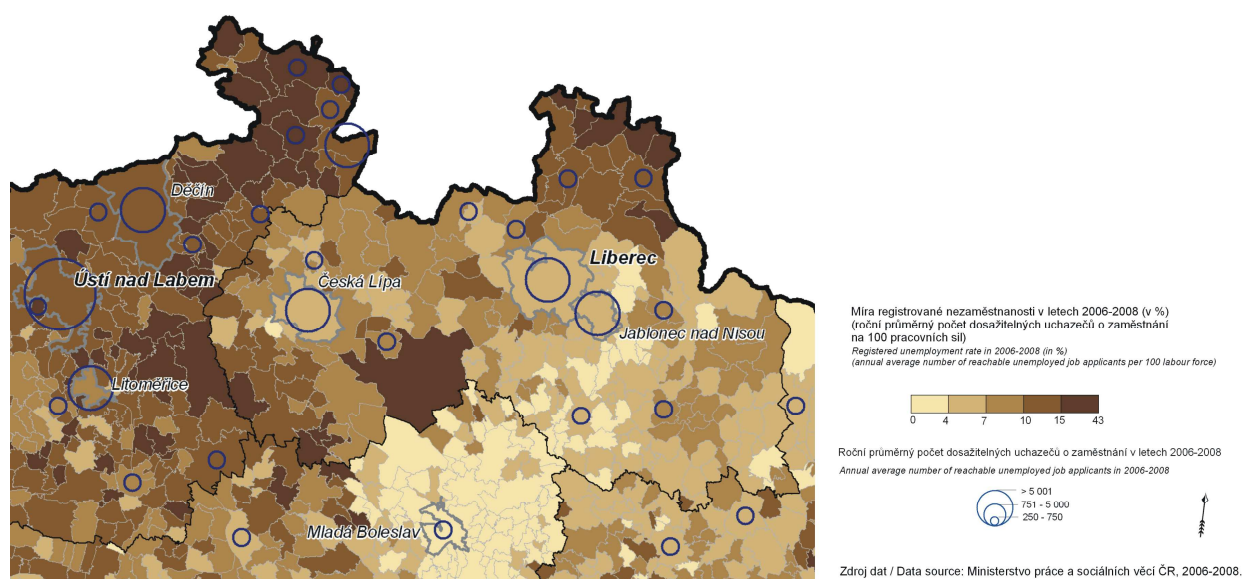 Děčín
Ústí nad Labem
Česká Lípa
Liberec
Jablonec nad Nisou
Litoměřice
Mladá Boleslav
Míra registrované nezaměstnanosti v letech 2006-2008 (v %)
(roční průměrný počet dosažitelných uchazečů o zaměstnání
na 100 pracovních sil)
Registered unemployment rate in 2006-2008 (in %)
(annual average number of reachable unemployed job applicants per 100 labour force)
0 4 7 10 15 43
Roční průměrný počet dosažitelných uchazečů o zaměstnání v letech 2006-2008
Annual average number of reachable unemployed job applicants in 2006-2008
> 5 001
751 - 5 000
250 - 750
Zdroj dat / Data source: Ministerstvo práce a sociálních věcí ČR, 2006-2008.